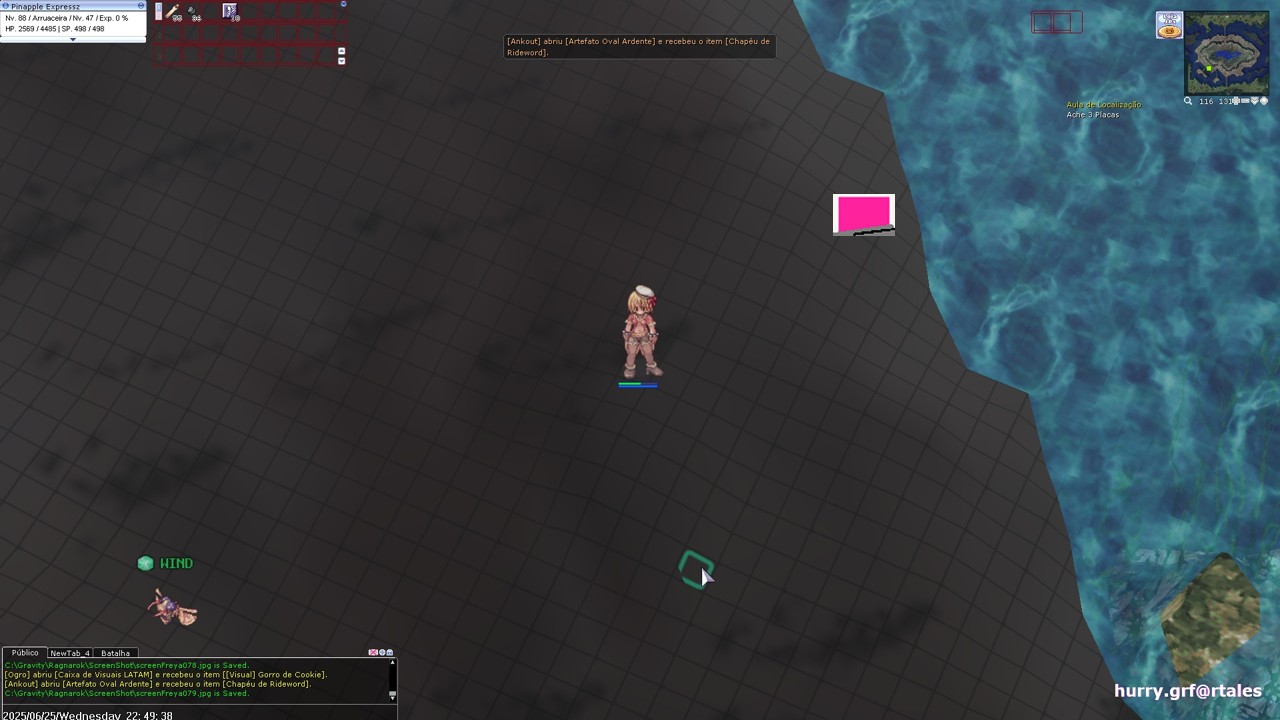 Pinapple Expressz
Nv. 88 / Arruaceira / Nv. 47 / Exp. 0 %
HP. 2569 / 4485 | SP. 498 / 498
[Ankout] abriu [Artefato Oval Ardente] e recebeu o item [Chapéu de
Rideword].
116 131
Aula de Localização
Ache 3 Placas
WIND
Público NewTab_4 Batalha
C:\Gravity\Ragnarok\ScreenShot\screenFreya078.jpg is Saved.
[Ogro] abriu [Caixa de Visuais LATAM] e recebeu o item [[Visual] Gorro de Cookie].
[Ankout] abriu [Artefato Oval Ardente] e recebeu o item [Chapéu de Rideword].
C:\Gravity\Ragnarok\ScreenShot\screenFreya079.jpg is Saved.
2025/06/25/Wednesday 22:49:38
hurry.grf@rtales